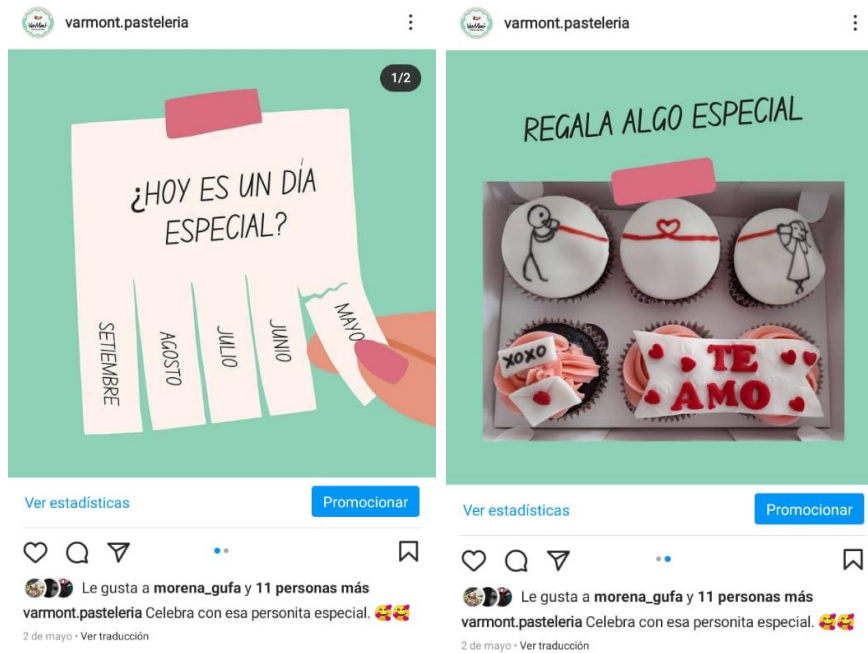 varmont.pasteleria
1/2
¿HOY ES UN DÍA
ESPECIAL?
SETIEMBRE
AGOSTO
JULIO
JUNIO
MAYO
Ver estadísticas
Promocionar
Le gusta a morena_gufa y 11 personas más
varmont.pasteleria Celebra con esa personita especial. 🥰🥰
2 de mayo • Ver traducción
varmont.pasteleria
REGALA ALGO ESPECIAL
XOXO
TE
AMO
Ver estadísticas
Promocionar
Le gusta a morena_gufa y 11 personas más
varmont.pasteleria Celebra con esa personita especial. 🥰🥰
2 de mayo • Ver traducción